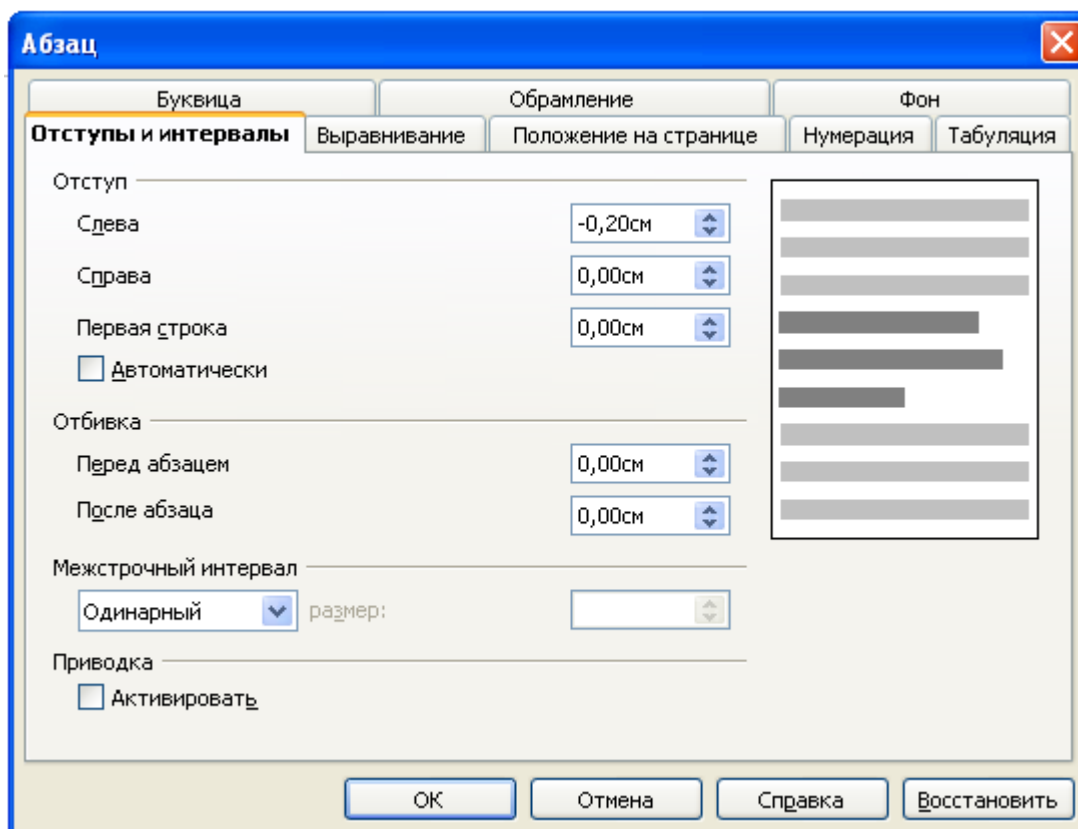 Абзац
Буквица Обрамление Фон
Отступы и интервалы Выравнивание Положение на странице Нумерация Табуляция
Отступ
Слева -0,20см
Справа 0,00см
Первая строка 0,00см
Автоматически
Отбивка
Перед абзацем 0,00см
После абзаца 0,00см
Межстрочный интервал
Одинарный размер:
Приводка
Активировать
ОК Отмена Справка Восстановить